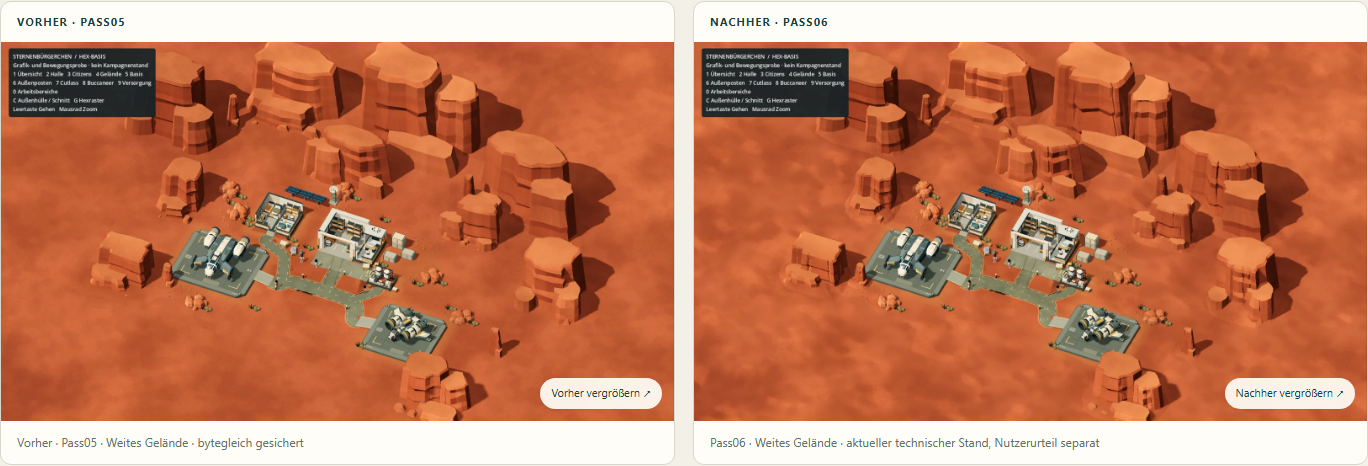 VORHER · PASS05
STERNENBÜRGERCHEN / HEX-BASIS
Grafik- und Bewegungsprobe · kein Kampagnenstand
1 Übersicht 2 Halle 3 Citizens 4 Gelände 5 Basis
6 Außenposten 7 Cutlass 8 Buccaneer 9 Versorgung
0 Arbeitsbereiche
C Außenhülle / Schnitt G Hexraster
Leertaste Gehen Mausrad Zoom
Vorher vergrößern ↗
Vorher · Pass05 · Weites Gelände · bytegleich gesichert
NACHHER · PASS06
STERNENBÜRGERCHEN / HEX-BASIS
Grafik- und Bewegungsprobe · kein Kampagnenstand
1 Übersicht 2 Halle 3 Citizens 4 Gelände 5 Basis
6 Außenposten 7 Cutlass 8 Buccaneer 9 Versorgung
0 Arbeitsbereiche
C Außenhülle / Schnitt G Hexraster
Leertaste Gehen Mausrad Zoom
Nachher vergrößern ↗
Pass06 · Weites Gelände · aktueller technischer Stand, Nutzerurteil separat